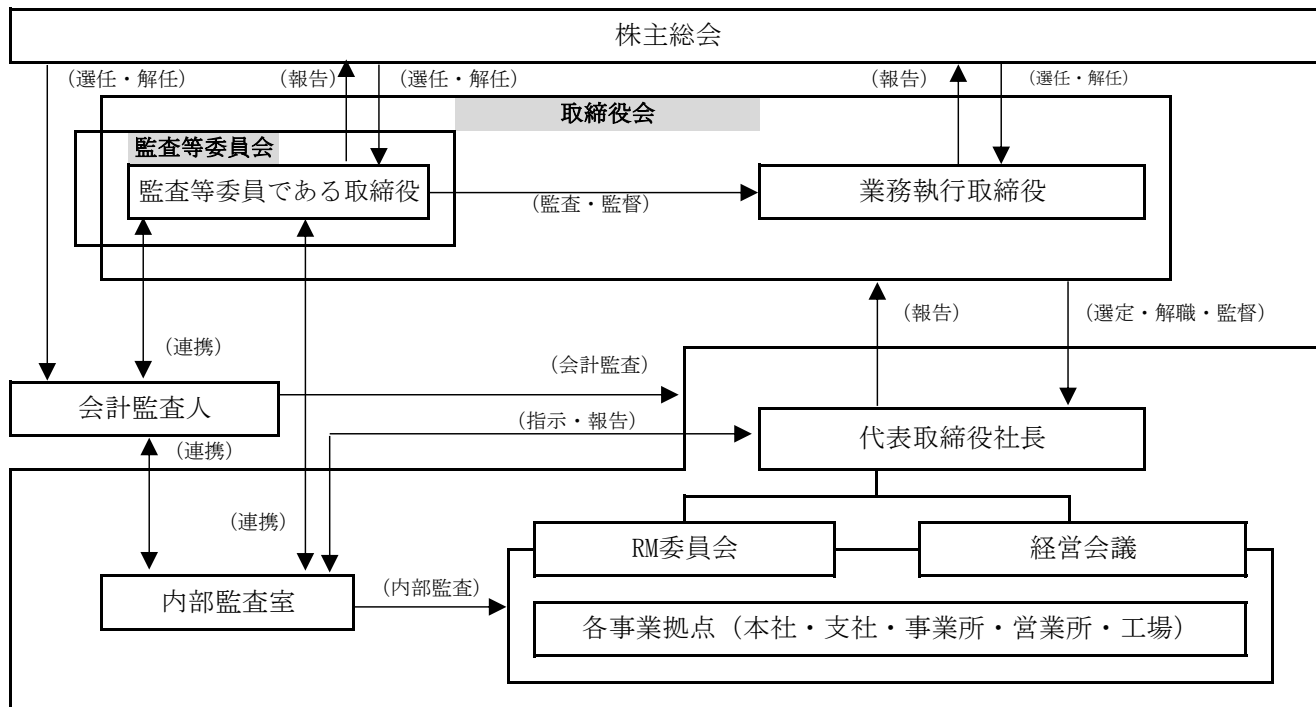 株主総会
(選任・解任)
(報告)
(選任・解任)
(報告)
(選任・解任)
取締役会
監査等委員会
監査等委員である取締役
(監査・監督)
業務執行取締役
(報告)
(選定・解職・監督)
(連携)
(会計監査)
会計監査人
(指示・報告)
代表取締役社長
(連携)
(連携)
RM委員会
経営会議
内部監査室
(内部監査)
各事業拠点(本社・支社・事業所・営業所・工場)